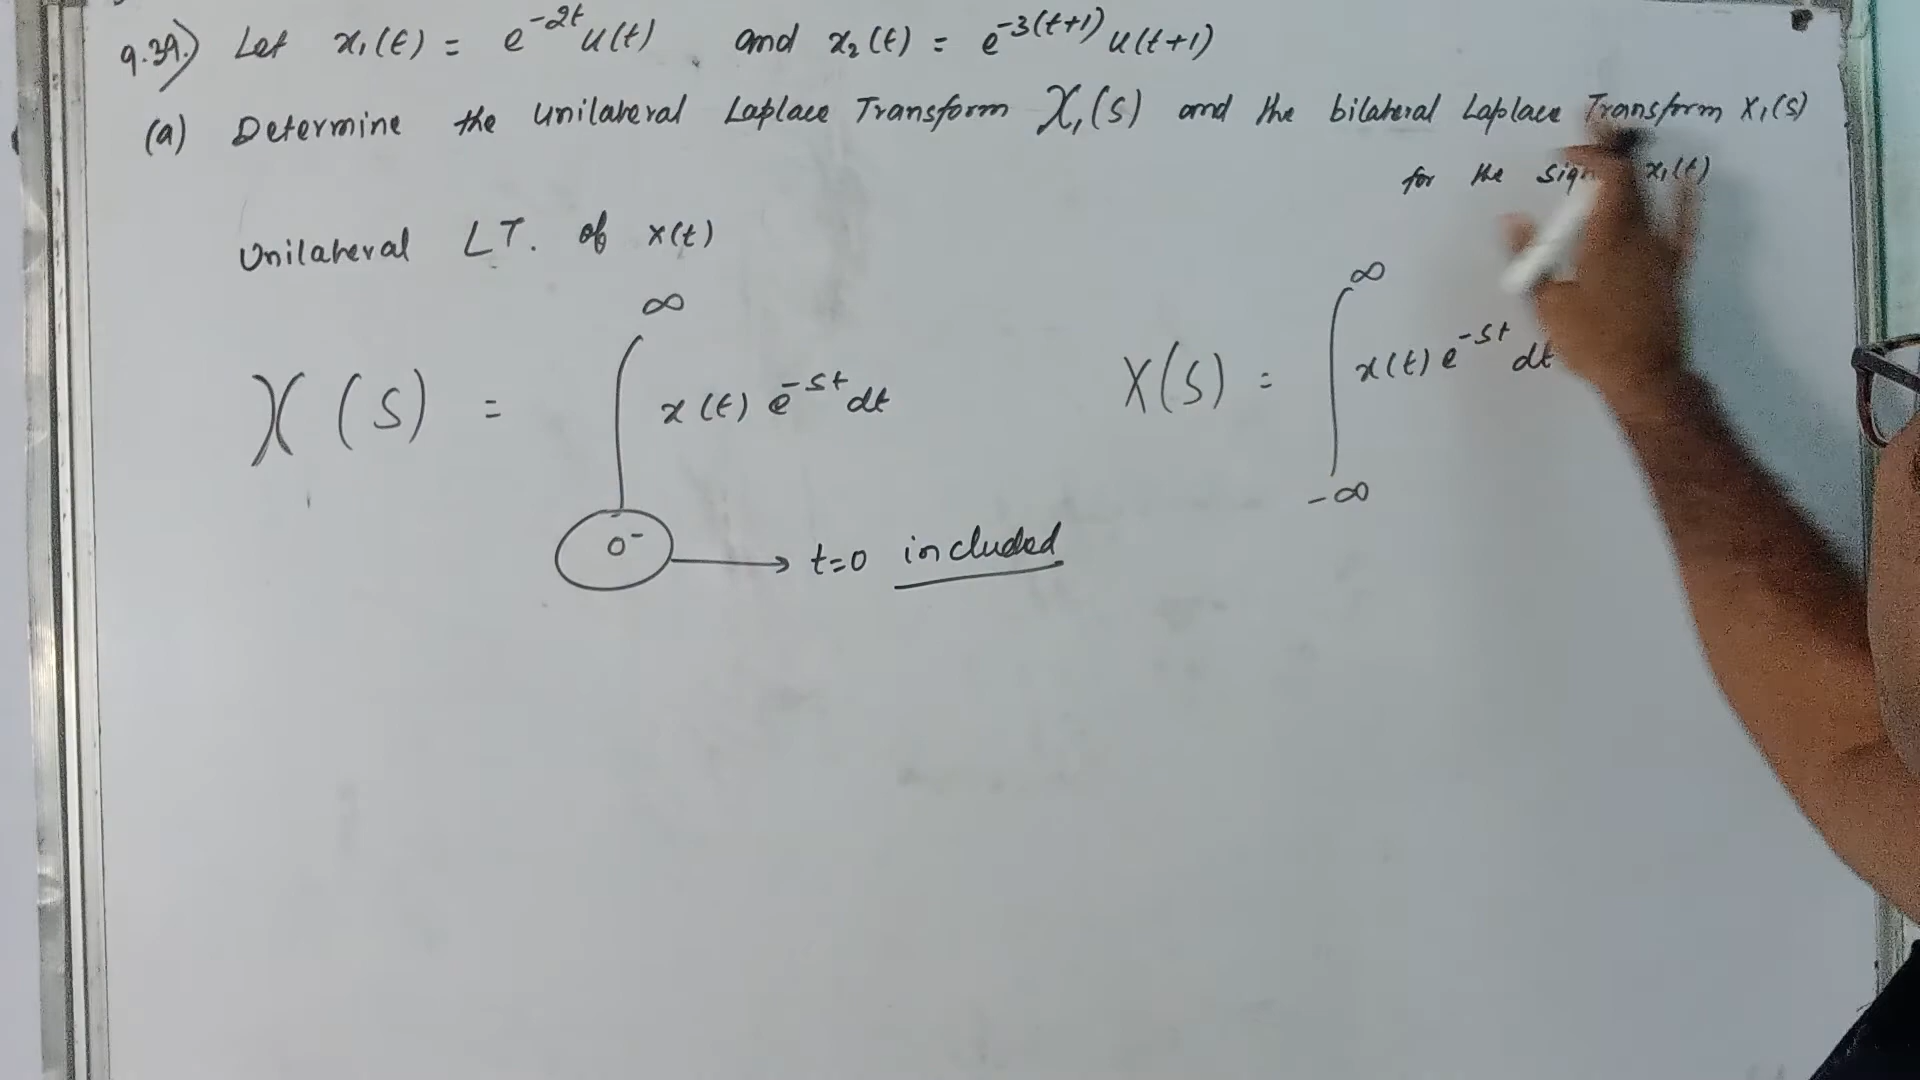 9.39.) Let x₁(t) = e^{-2t} u(t) and x₂(t) = e^{-3(t+1)} u(t+1)
(a) Determine the Unilateral Laplace Transform 𝒳₁(s) and the bilateral Laplace Transform X₁(s)
for the x₁(t)
Unilateral LT. of x(t)
𝒳(s) = ∫_{0⁻}^{∞} x(t) e^{-st} dt
X(s) = ∫_{-∞}^{∞} x(t) e^{-st} dt
→ t=0 included